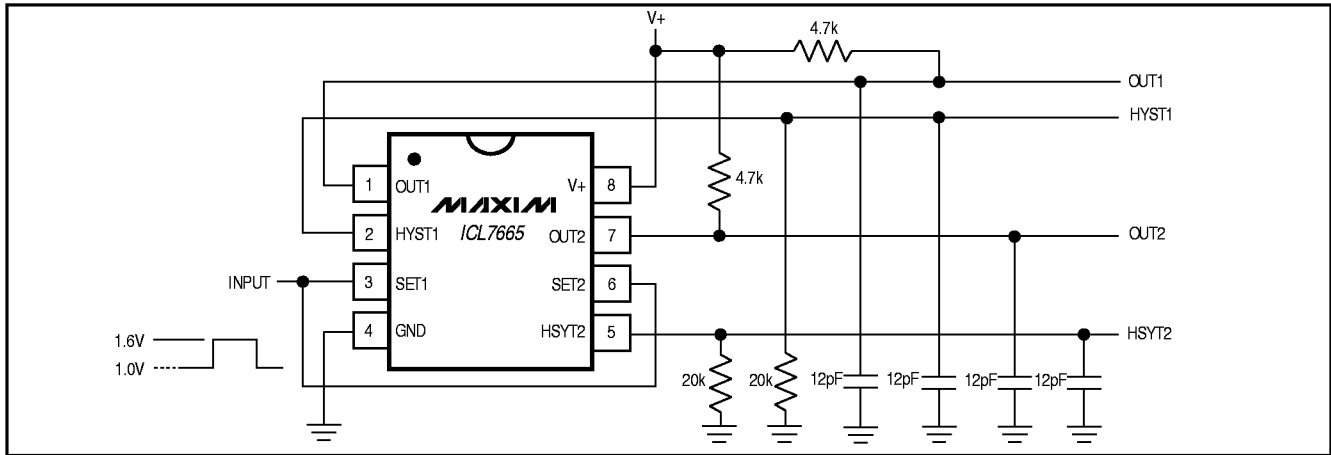 V+
4.7k
OUT1
HYST1
4.7k
1 OUT1
V+ 8
MAXIM
ICL7665
2 HYST1
OUT2 7
OUT2
INPUT
3 SET1
SET2 6
4 GND
HSYT2 5
HSYT2
1.6V
1.0V
20k
20k
12pF
12pF
12pF
12pF